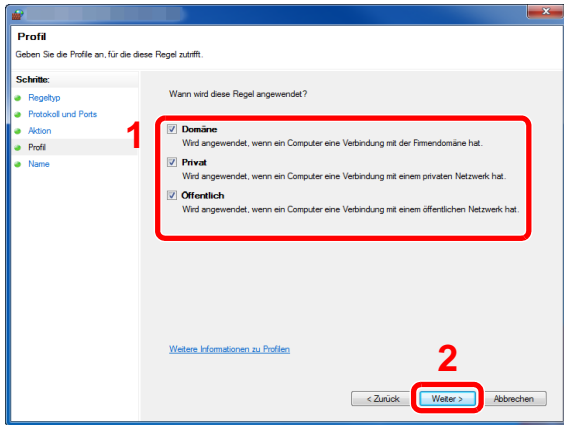 Profil
Geben Sie die Profile an, für die diese Regel zutrifft.
Schritte:
Regeltyp
Protokoll und Ports
Aktion
Profil
Name
Wann wird diese Regel angewendet?
1
Domäne
Wird angewendet, wenn ein Computer eine Verbindung mit der Firmendomäne hat.
Privat
Wird angewendet, wenn ein Computer eine Verbindung mit einem privaten Netzwerk hat.
Öffentlich
Wird angewendet, wenn ein Computer eine Verbindung mit einem öffentlichen Netzwerk hat.
Weitere Informationen zu Profilen
2
< Zurück Weiter > Abbrechen